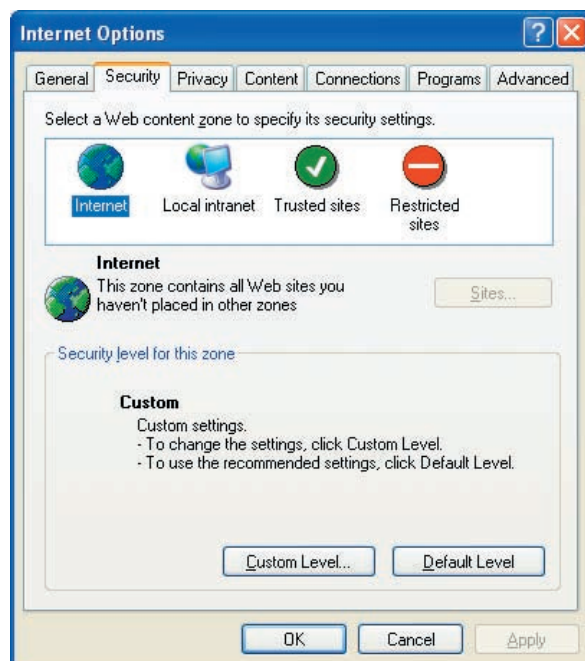 Internet Options
General Security Privacy Content Connections Programs Advanced
Select a Web content zone to specify its security settings.
Internet Local intranet Trusted sites Restricted sites
Internet
This zone contains all Web sites you
haven't placed in other zones
Sites...
Security level for this zone
Custom
Custom settings.
- To change the settings, click Custom Level.
- To use the recommended settings, click Default Level.
Custom Level... Default Level
OK Cancel Apply